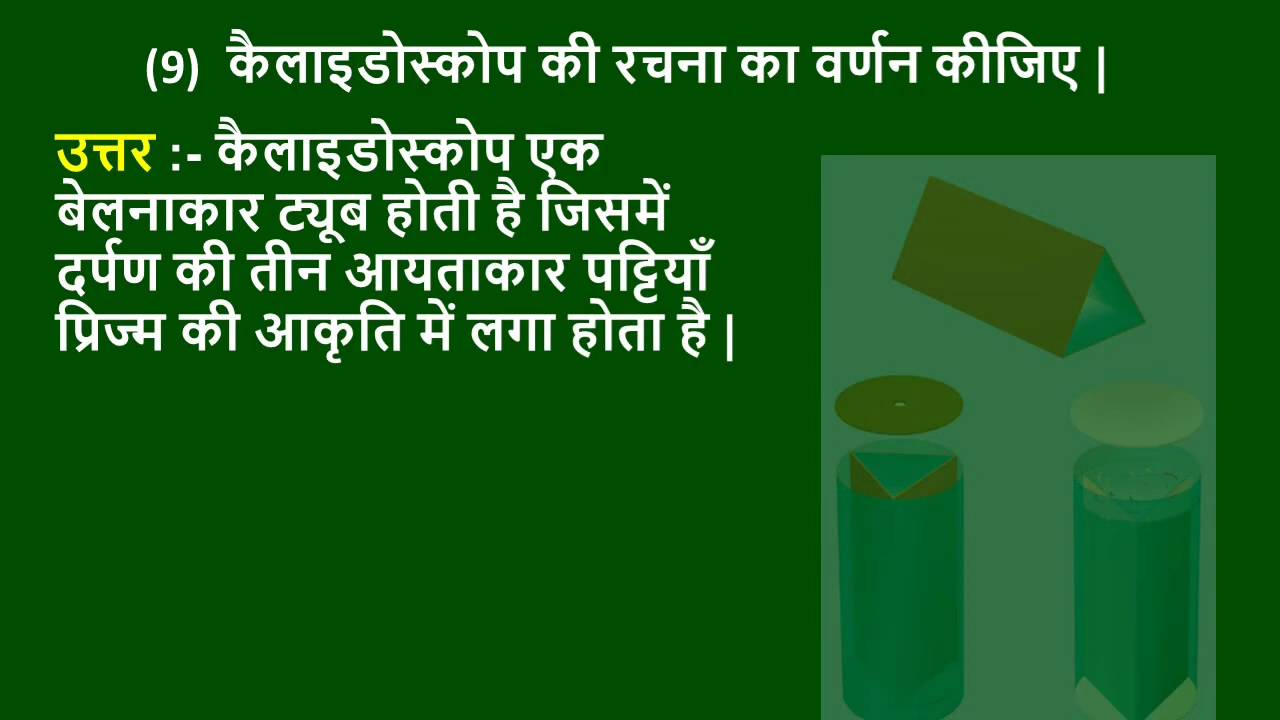 (9) कैलाइडोस्कोप की रचना का वर्णन कीजिए |
उत्तर :- कैलाइडोस्कोप एक
बेलनाकार ट्यूब होती है जिसमें
दर्पण की तीन आयताकार पट्टियाँ
प्रिज्म की आकृति में लगा होता है |